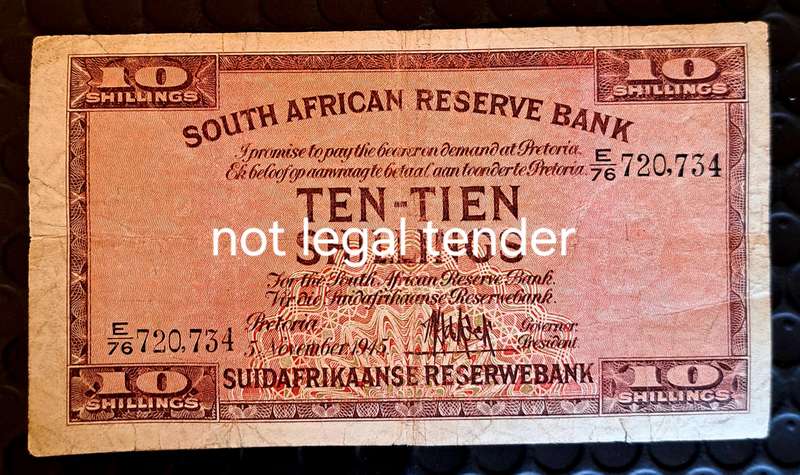 10 10
SHILLINGS SHILLINGS
SOUTH AFRICAN RESERVE BANK
I promise to pay the bearer on demand at Pretoria.
Ek beloof op aanvraag te betaal aan toonder te Pretoria.
E/76 720,734
TEN-TIEN
SHILLINGS
not legal tender
For the South African Reserve Bank.
Vir die Suidafrikaanse Reserwebank.
E/76 720,734
Pretoria,
5 November 1945
Governor.
President.
SUIDAFRIKAANSE RESERWEBANK
10 10
SHILLINGS SHILLINGS